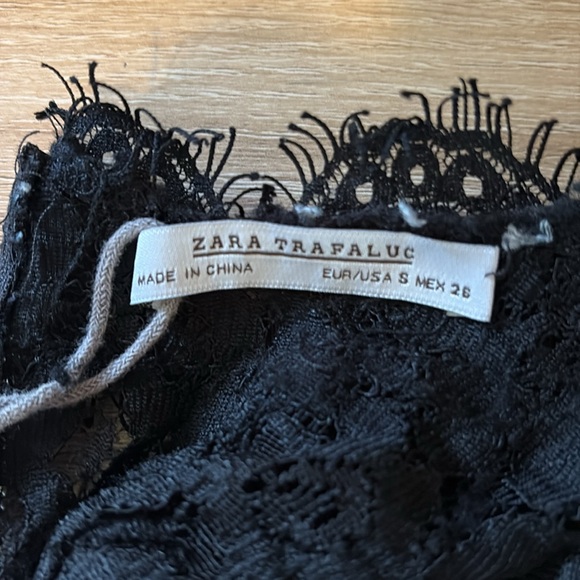 ZARA TRAFALUC
MADE IN CHINA EUR/USA S MEX 26